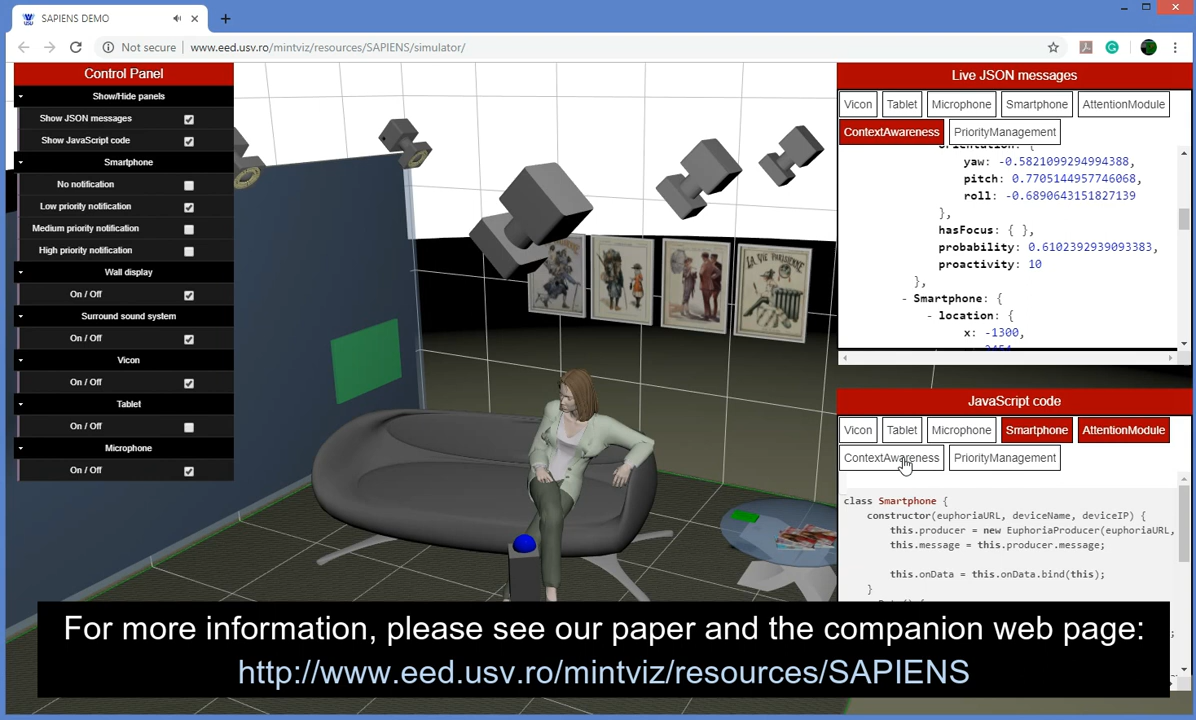 SAPIENS DEMO
Not secure
www.eed.usv.ro/mintviz/resources/SAPIENS/simulator/
Control Panel
Show/Hide panels
Show JSON messages
Show JavaScript code
Smartphone
No notification
Low priority notification
Medium priority notification
High priority notification
Wall display
On / Off
Surround sound system
On / Off
Vicon
On / Off
Tablet
On / Off
Microphone
On / Off
LA VIE PARISIENNE
Live JSON messages
Vicon Tablet Microphone Smartphone AttentionModule
ContextAwareness PriorityManagement
orientation: {
yaw: -0.5821099294994388,
pitch: 0.7705144957746068,
roll: -0.6890643151827139
},
hasFocus: { },
probability: 0.6102392939093383,
proactivity: 10
},
- Smartphone: {
- location: {
x: -1300,
JavaScript code
Vicon Tablet Microphone Smartphone AttentionModule
ContextAwareness PriorityManagement
class Smartphone {
constructor(euphoriaURL, deviceName, deviceIP) {
this.producer = new EuphoriaProducer(euphoriaURL,
this.message = this.producer.message;
this.onData = this.onData.bind(this);
}
For more information, please see our paper and the companion web page:
http://www.eed.usv.ro/mintviz/resources/SAPIENS